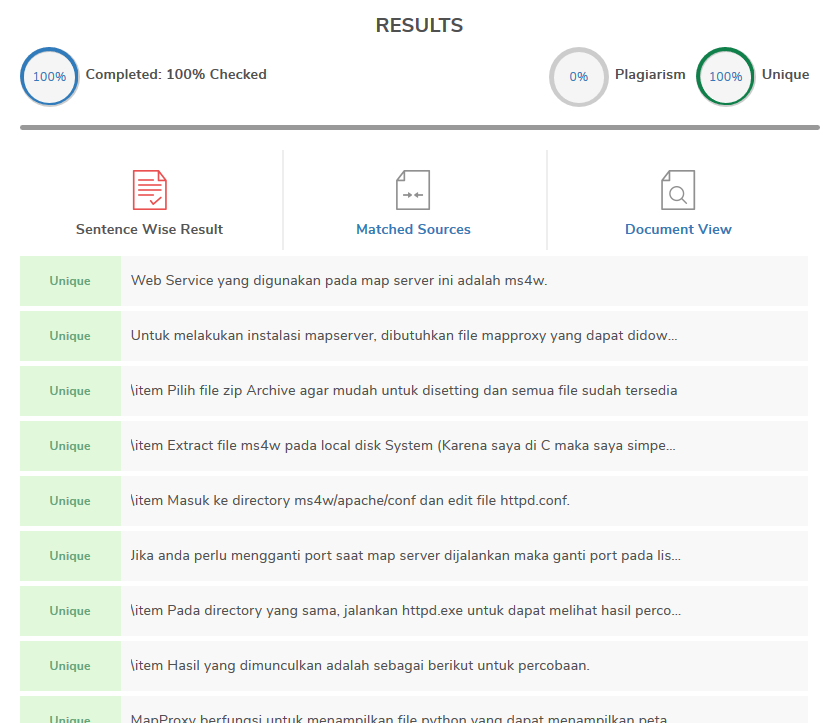 RESULTS
100% Completed: 100% Checked 0% Plagiarism 100% Unique
Sentence Wise Result Matched Sources Document View
Unique Web Service yang digunakan pada map server ini adalah ms4w.
Unique Untuk melakukan instalasi mapserver, dibutuhkan file mapproxy yang dapat didow...
Unique \item Pilih file zip Archive agar mudah untuk disetting dan semua file sudah tersedia
Unique \item Extract file ms4w pada local disk System (Karena saya di C maka saya simpe...
Unique \item Masuk ke directory ms4w/apache/conf dan edit file httpd.conf.
Unique Jika anda perlu mengganti port saat map server dijalankan maka ganti port pada lis...
Unique \item Pada directory yang sama, jalankan httpd.exe untuk dapat melihat hasil perco...
Unique \item Hasil yang dimunculkan adalah sebagai berikut untuk percobaan.
Unique MapProxy berfungsi untuk menampilkan file python yang dapat menampilkan peta